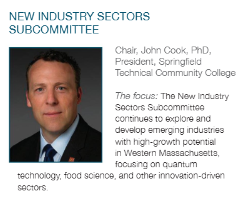 NEW INDUSTRY SECTORS
SUBCOMMITTEE
Chair, John Cook, PhD,
President, Springfield
Technical Community College
The focus: The New Industry
Sectors Subcommittee
continues to explore and
develop emerging industries
with high-growth potential
in Western Massachusetts,
focusing on quantum
technology, food science, and other innovation-driven
sectors.